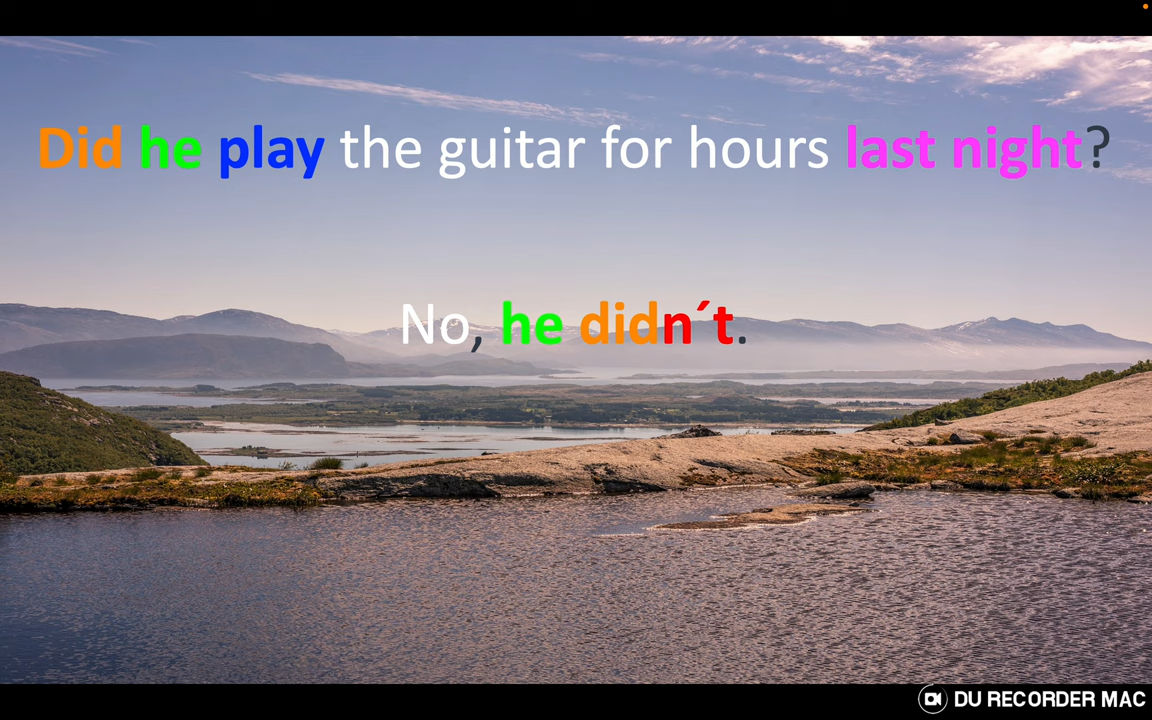 Did he play the guitar for hours last night?
No, he didn´t.
DU RECORDER MAC